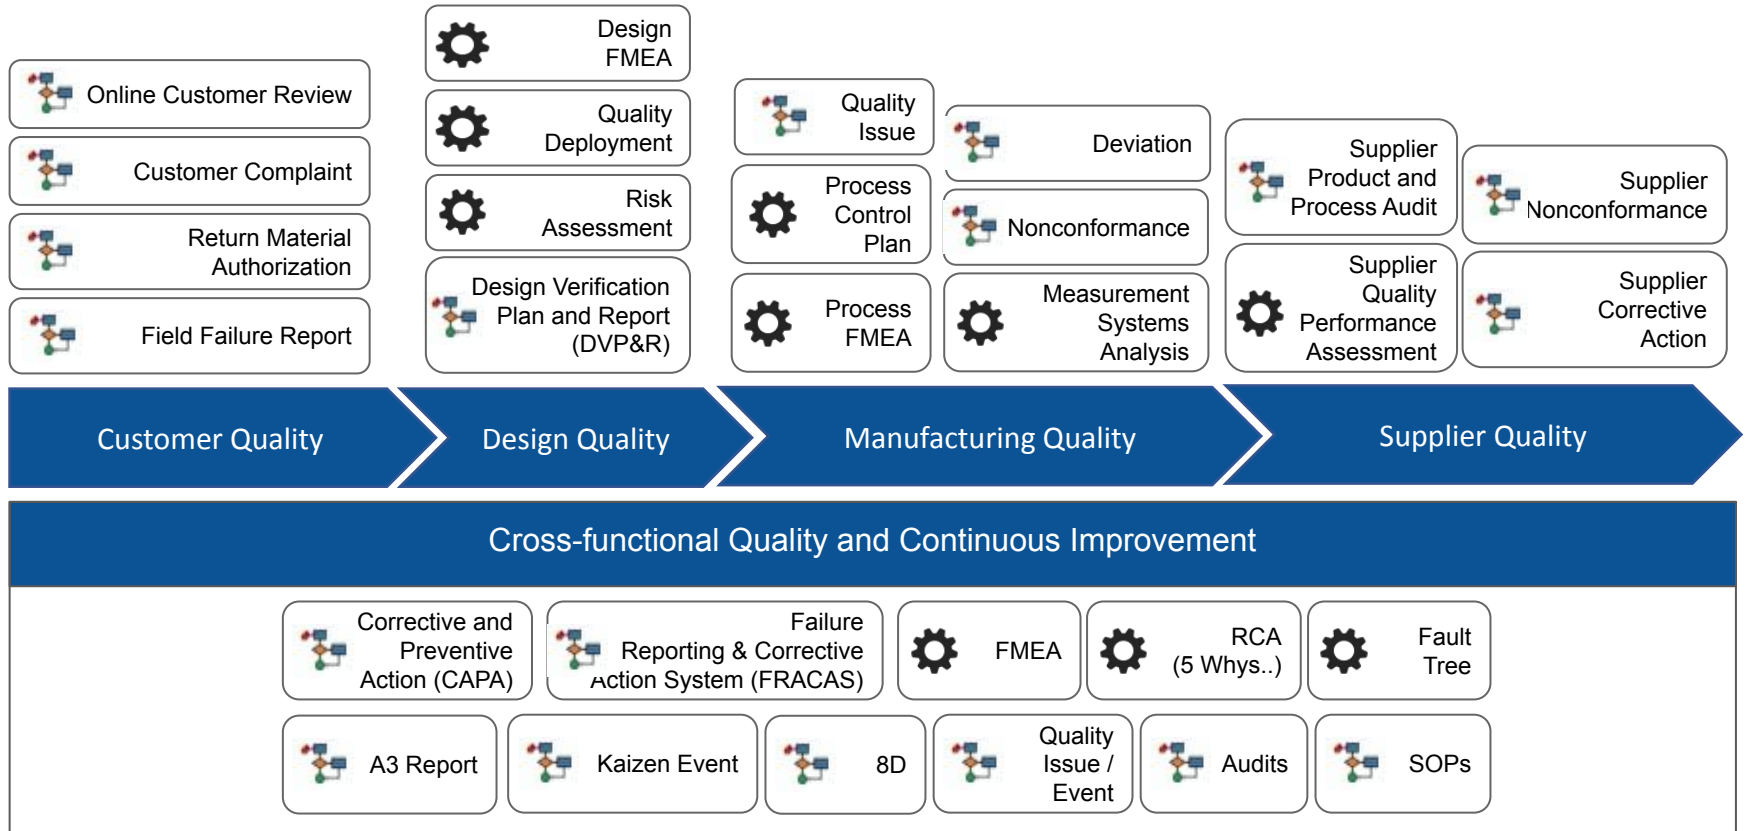 Online Customer Review
Customer Complaint
Return Material
Authorization
Field Failure Report
Design
FMEA
Quality
Deployment
Risk
Assessment
Design Verification
Plan and Report
(DVP&R)
Quality
Issue
Process
Control
Plan
Process
FMEA
Deviation
Nonconformance
Measurement
Systems
Analysis
Supplier
Product and
Process Audit
Supplier
Quality
Performance
Assessment
Supplier
Nonconformance
Supplier
Corrective
Action
Customer Quality
Design Quality
Manufacturing Quality
Supplier Quality
Cross-functional Quality and Continuous Improvement
Corrective and
Preventive
Action (CAPA)
Failure
Reporting & Corrective
Action System (FRACAS)
FMEA
RCA
(5 Whys..)
Fault
Tree
A3 Report
Kaizen Event
8D
Quality
Issue /
Event
Audits
SOPs